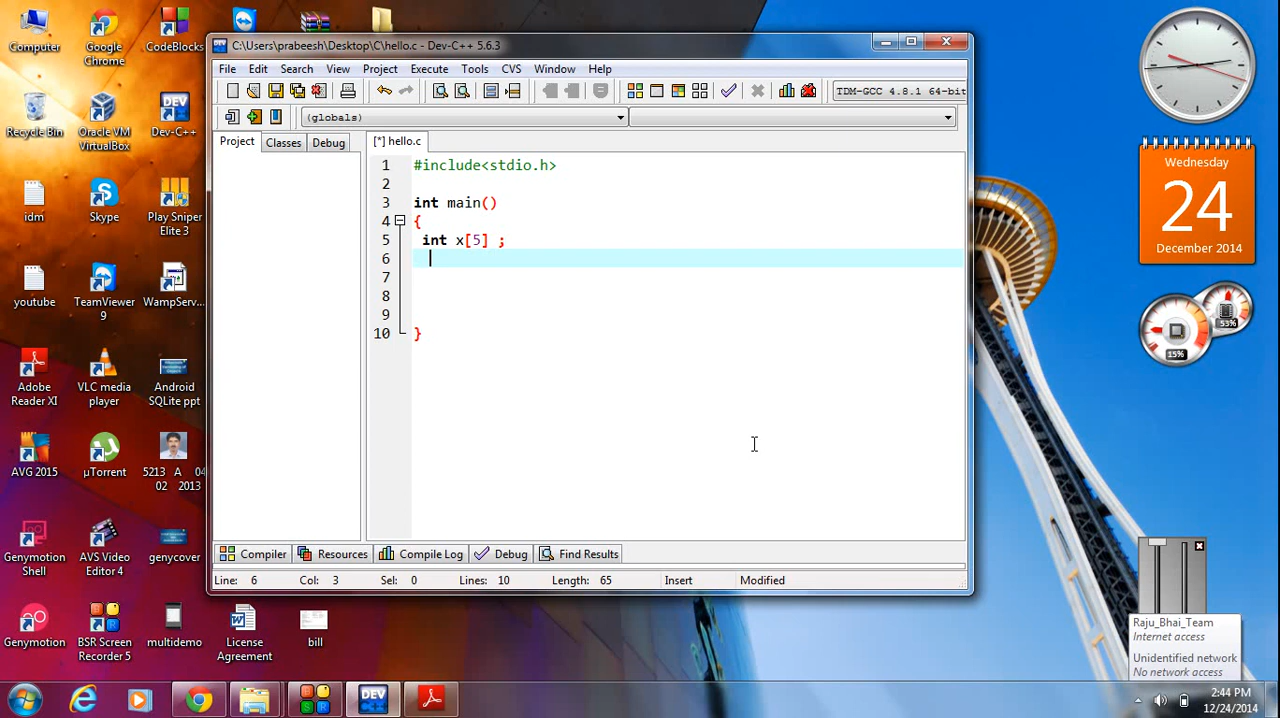 Computer
Google Chrome
CodeBlocks
C:\Users\prabeesh\Desktop\C\hello.c - Dev-C++ 5.6.3
File Edit Search View Project Execute Tools CVS Window Help
TDM-GCC 4.8.1 64-bit
(globals)
Project Classes Debug
[*] hello.c
1 #include<stdio.h>
2
3 int main()
4 {
5 int x[5] ;
6
7
8
9
10 }
Compiler Resources Compile Log Debug Find Results
Line: 6 Col: 3 Sel: 0 Lines: 10 Length: 65 Insert Modified
Recycle Bin
Oracle VM VirtualBox
DEV
Dev-C++
idm
Skype
Play Sniper Elite 3
youtube
TeamViewer 9
WampServ...
Adobe Reader XI
VLC media player
Android SQLite ppt
AVG 2015
µTorrent
5213 A 04 02 2013
Genymotion Shell
AVS Video Editor 4
genycover
Genymotion
BSR Screen Recorder 5
multidemo
License Agreement
bill
Wednesday
24
December 2014
53%
15%
Raju_Bhai_Team
Internet access
Unidentified network
No network access
DEV
2:44 PM
12/24/2014